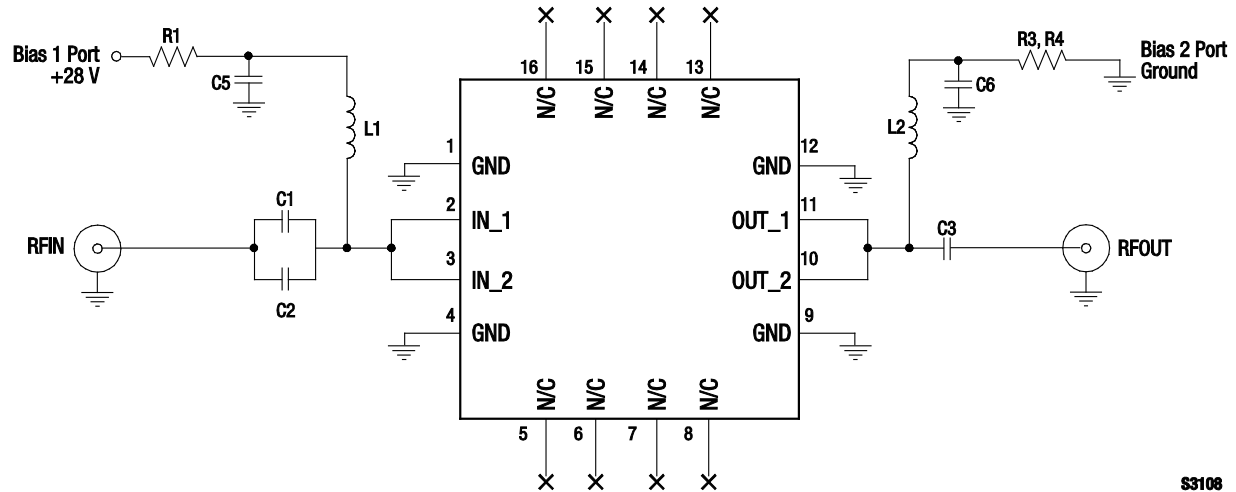 R1
R3, R4
Bias 1 Port
+28 V
Bias 2 Port
Ground
C5
C6
16 15 14 13
N/C N/C N/C N/C
L1
L2
1
GND
12
GND
C1
2
IN_1
11
OUT_1
C3
RFIN
RFOUT
3
IN_2
10
OUT_2
C2
4
GND
9
GND
N/C N/C N/C N/C
5 6 7 8
S3108